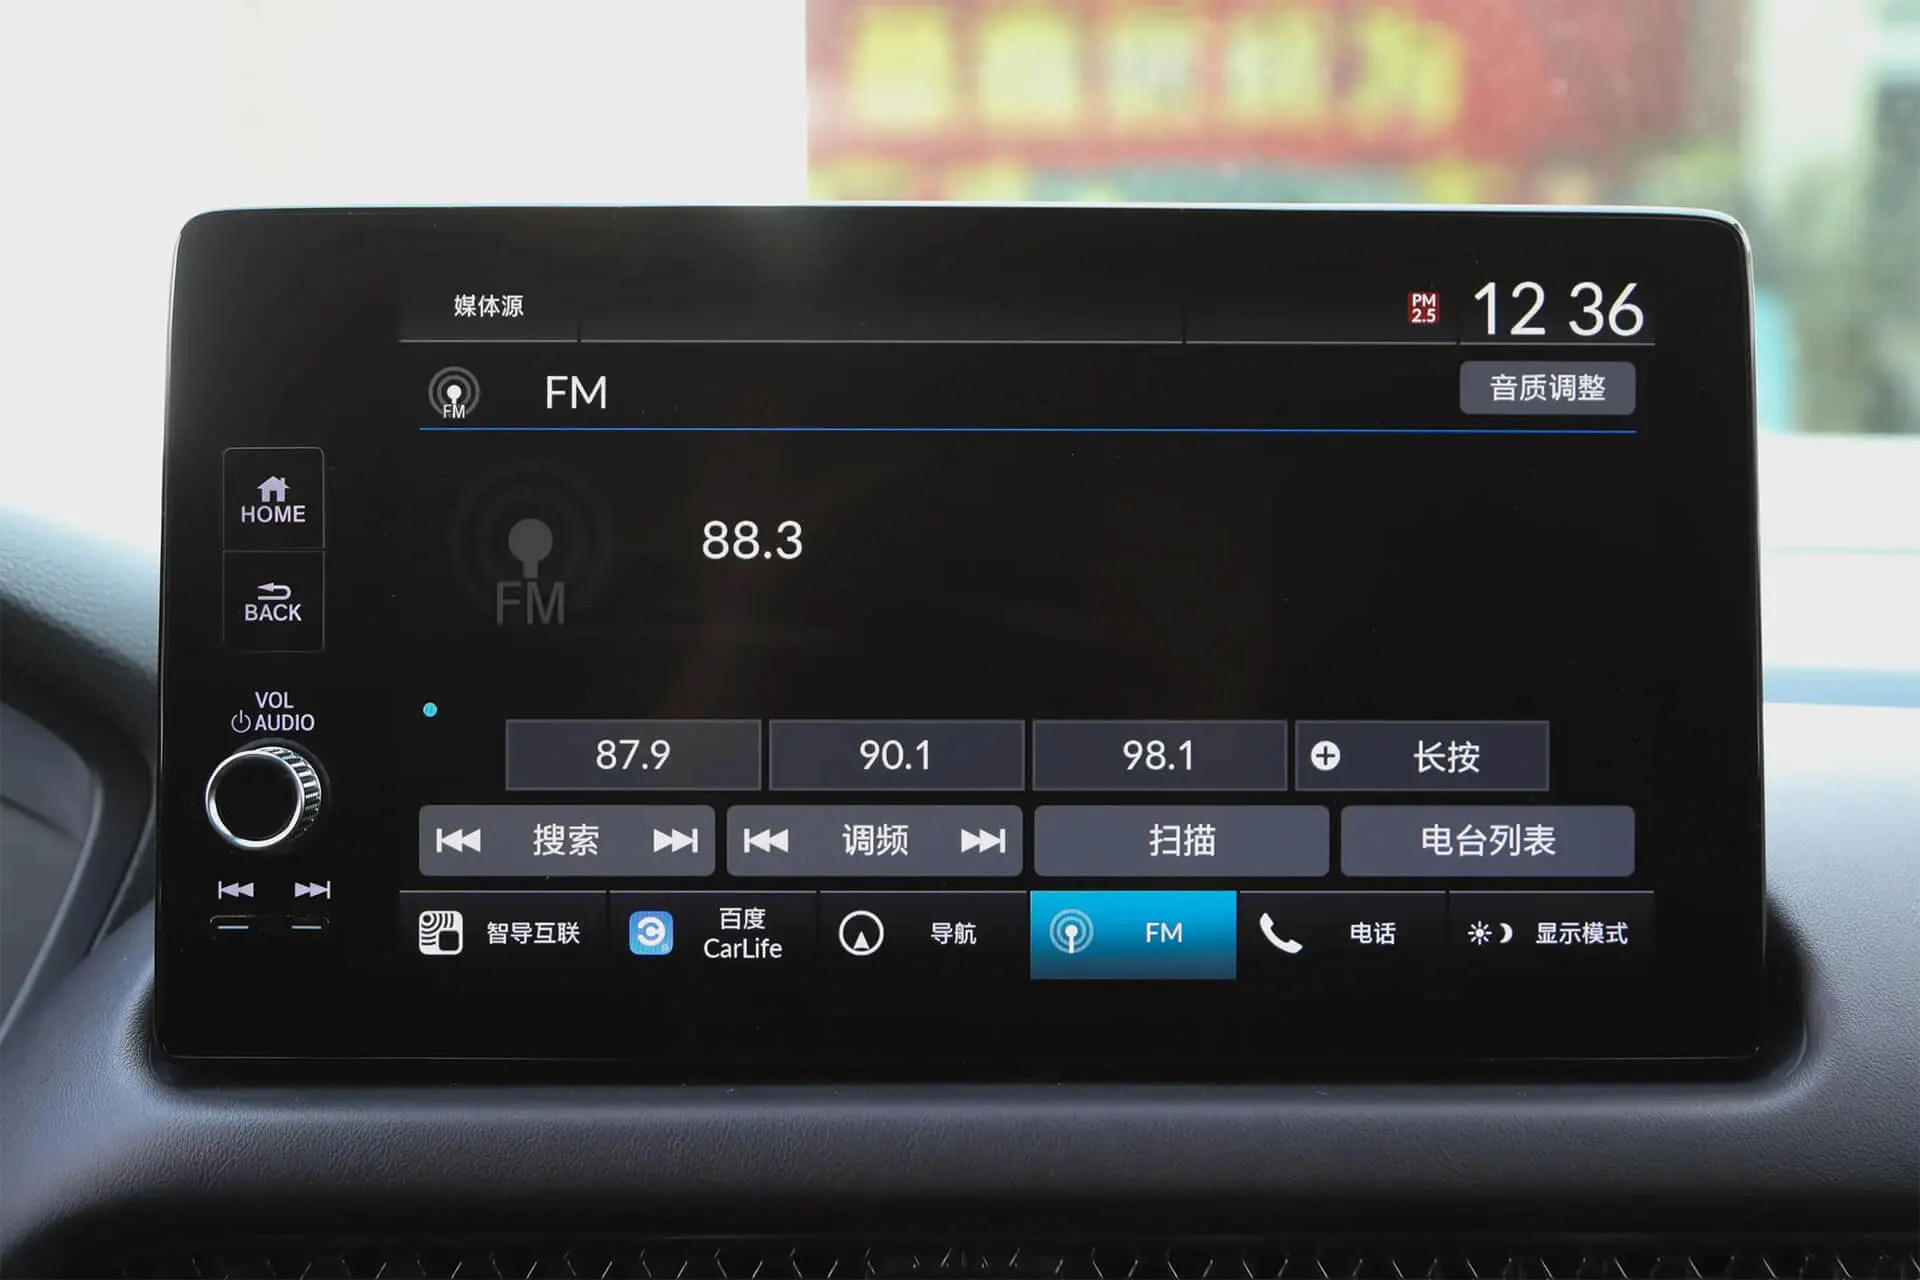 媒体源
PM
2.5
12 36
FM
FM
音质调整
HOME
FM
88.3
BACK
VOL
AUDIO
87.9
90.1
98.1
长按
搜索
调频
扫描
电台列表
智导互联
百度
CarLife
导航
FM
电话
显示模式